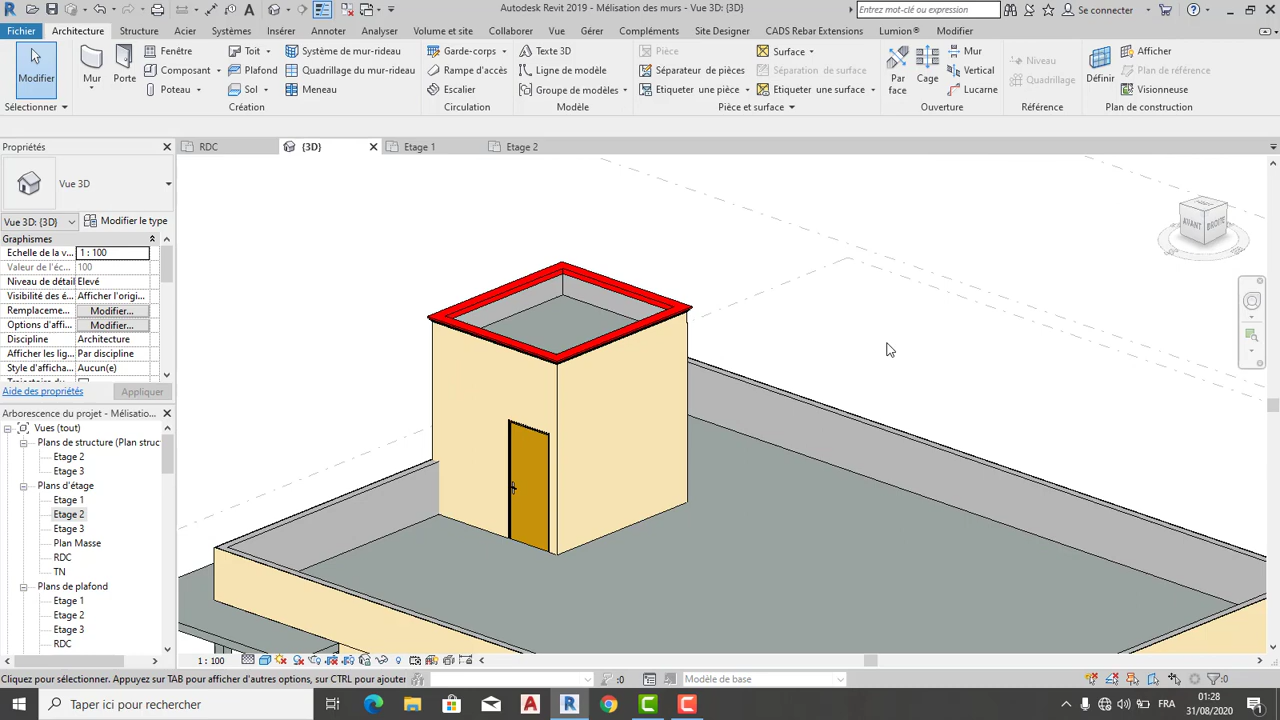 Autodesk Revit 2019 - Mélisation des murs - Vue 3D: {3D}
Entrez mot-clé ou expression
Se connecter
Fichier Architecture Structure Acier Systèmes Insérer Annoter Analyser Volume et site Collaborer Vue Gérer Compléments Site Designer CADS Rebar Extensions Lumion® Modifier
Modifier
Mur
Porte
Fenêtre
Composant
Poteau
Toit
Plafond
Sol
Système de mur-rideau
Quadrillage du mur-rideau
Meneau
Garde-corps
Rampe d'accès
Escalier
Texte 3D
Ligne de modèle
Groupe de modèles
Pièce
Séparateur de pièces
Etiqueter une pièce
Surface
Séparation de surface
Etiqueter une surface
Par face
Cage
Mur
Vertical
Lucarne
Niveau
Quadrillage
Définir
Afficher
Plan de référence
Visionneuse
Sélectionner Création Circulation Modèle Pièce et surface Ouverture Référence Plan de construction
Propriétés
RDC {3D} Etage 1 Etage 2
Vue 3D
Vue 3D: {3D} Modifier le type
Graphismes
Echelle de la v... 1 : 100
Valeur de l'éc... 100
Niveau de détail Elevé
Visibilité des é... Afficher l'origi...
Remplaceme... Modifier...
Options d'affi... Modifier...
Discipline Architecture
Afficher les lig... Par discipline
Style d'affichag... Aucun(e)
Aide des propriétés Appliquer
Arborescence du projet - Mélisatio...
Vues (tout)
Plans de structure (Plan struc
Etage 2
Etage 3
Plans d'étage
Etage 1
Etage 2
Etage 3
Plan Masse
RDC
TN
Plans de plafond
Etage 1
Etage 2
Etage 3
RDC
AVANT DROITE
1 : 100
Cliquez pour sélectionner. Appuyez sur TAB pour afficher d'autres options, sur CTRL pour ajouter
:0
Modèle de base
:0
Taper ici pour rechercher
FRA
01:28
31/08/2020